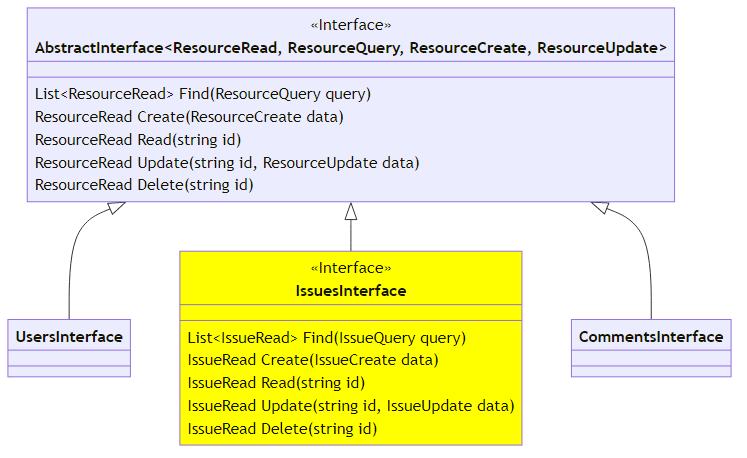 «Interface»
AbstractInterface<ResourceRead, ResourceQuery, ResourceCreate, ResourceUpdate>
List<ResourceRead> Find(ResourceQuery query)
ResourceRead Create(ResourceCreate data)
ResourceRead Read(string id)
ResourceRead Update(string id, ResourceUpdate data)
ResourceRead Delete(string id)
«Interface»
IssuesInterface
List<IssueRead> Find(IssueQuery query)
IssueRead Create(IssueCreate data)
IssueRead Read(string id)
IssueRead Update(string id, IssueUpdate data)
IssueRead Delete(string id)
UsersInterface
CommentsInterface